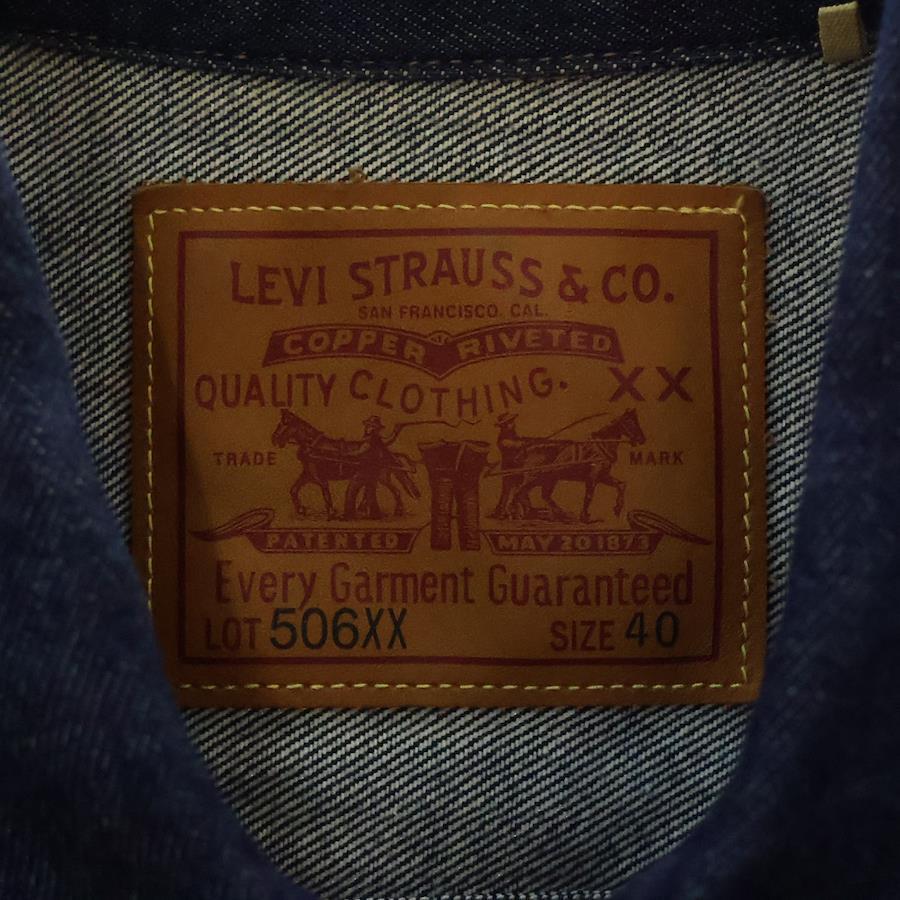 LEVI STRAUSS & CO.
SAN FRANCISCO, CAL.
COPPER RIVETED
QUALITY CLOTHING. XX
TRADE MARK
PATENTED MAY 20 1873
Every Garment Guaranteed
LOT 506XX SIZE 40